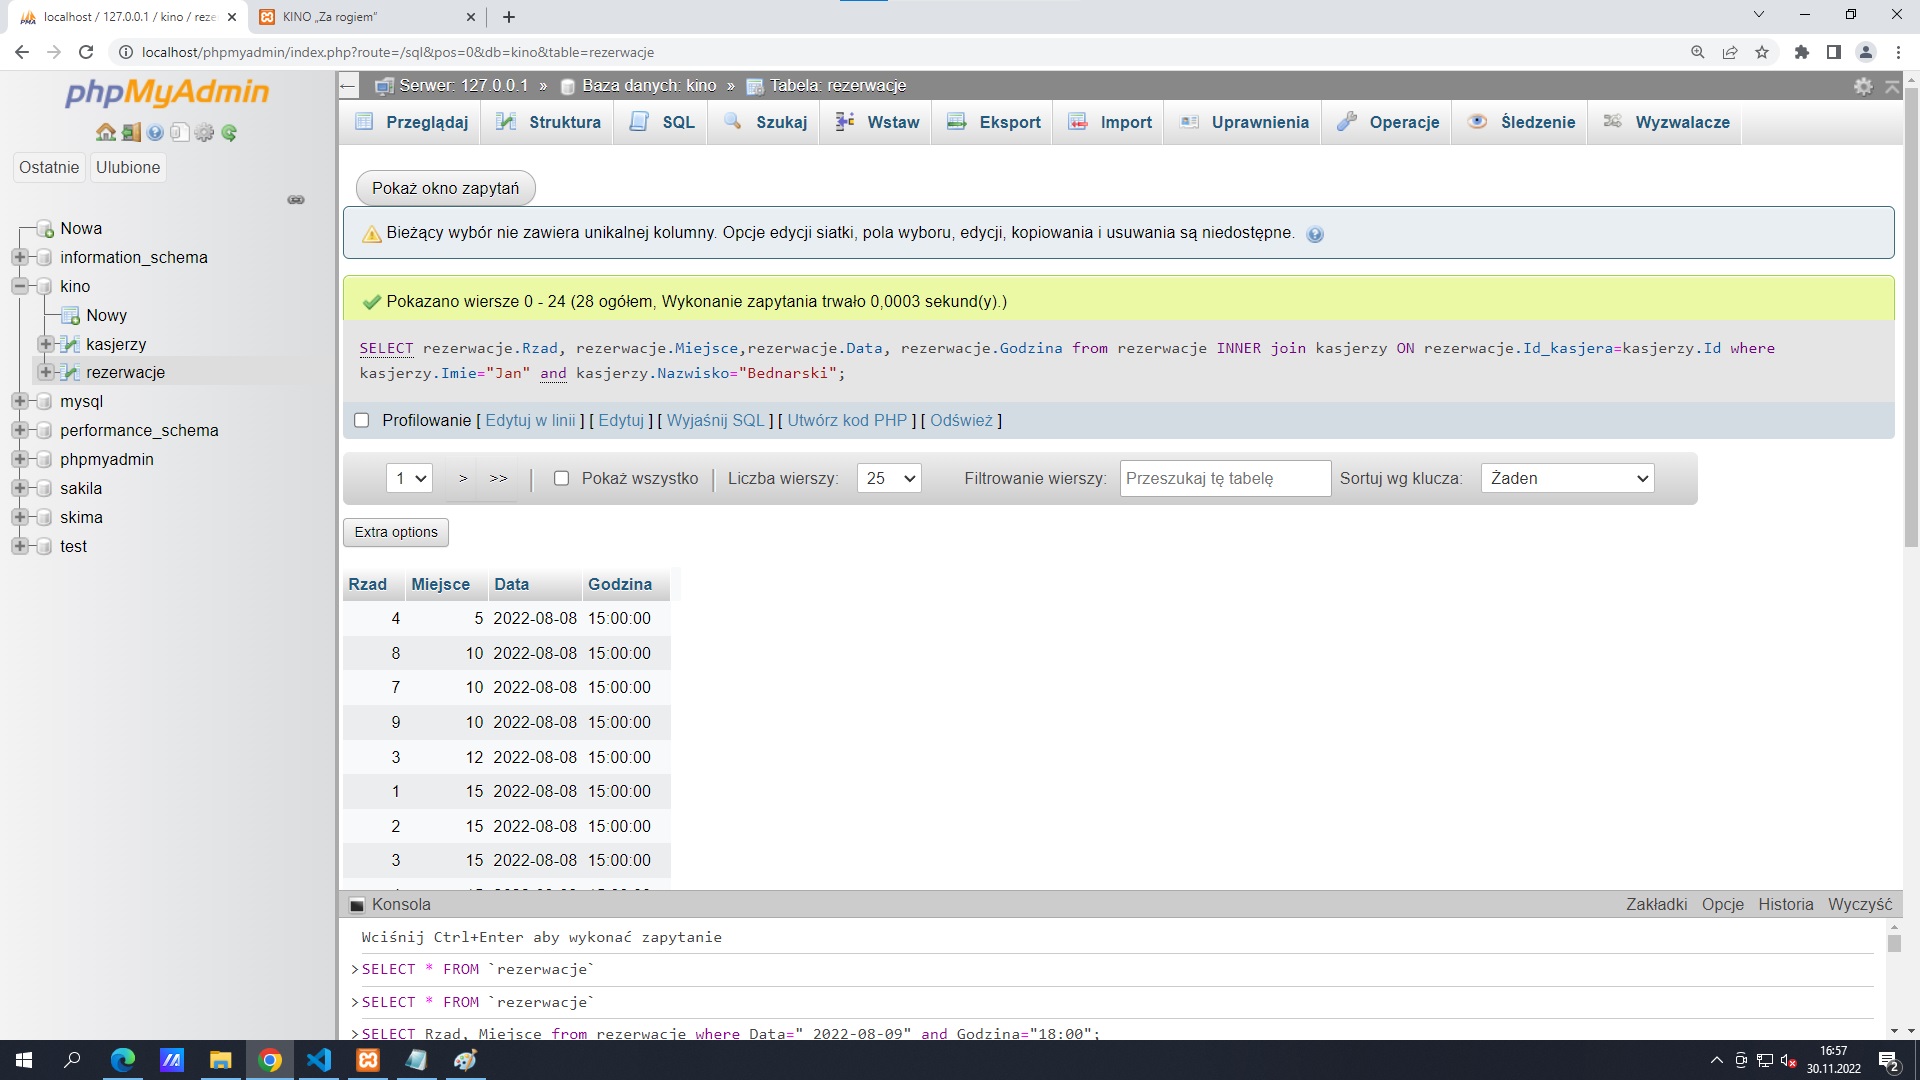 localhost / 127.0.0.1 / kino / reze
KINO „Za rogiem”
localhost/phpmyadmin/index.php?route=/sql&pos=0&db=kino&table=rezerwacje
phpMyAdmin
Ostatnie Ulubione
Nowa
information_schema
kino
Nowy
kasjerzy
rezerwacje
mysql
performance_schema
phpmyadmin
sakila
skima
test
Serwer: 127.0.0.1 » Baza danych: kino » Tabela: rezerwacje
Przeglądaj Struktura SQL Szukaj Wstaw Eksport Import Uprawnienia Operacje Śledzenie Wyzwalacze
Pokaż okno zapytań
Bieżący wybór nie zawiera unikalnej kolumny. Opcje edycji siatki, pola wyboru, edycji, kopiowania i usuwania są niedostępne.
Pokazano wiersze 0 - 24 (28 ogółem, Wykonanie zapytania trwało 0,0003 sekund(y).)
SELECT rezerwacje.Rzad, rezerwacje.Miejsce,rezerwacje.Data, rezerwacje.Godzina from rezerwacje INNER join kasjerzy ON rezerwacje.Id_kasjera=kasjerzy.Id where
kasjerzy.Imie="Jan" and kasjerzy.Nazwisko="Bednarski";
Profilowanie [ Edytuj w linii ] [ Edytuj ] [ Wyjaśnij SQL ] [ Utwórz kod PHP ] [ Odśwież ]
1 > >> | Pokaż wszystko | Liczba wierszy: 25 Filtrowanie wierszy: Przeszukaj tę tabelę Sortuj wg klucza: Żaden
Extra options
Rzad Miejsce Data Godzina
4 5 2022-08-08 15:00:00
8 10 2022-08-08 15:00:00
7 10 2022-08-08 15:00:00
9 10 2022-08-08 15:00:00
3 12 2022-08-08 15:00:00
1 15 2022-08-08 15:00:00
2 15 2022-08-08 15:00:00
3 15 2022-08-08 15:00:00
Konsola Zakładki Opcje Historia Wyczyść
Wciśnij Ctrl+Enter aby wykonać zapytanie
>SELECT * FROM `rezerwacje`
>SELECT * FROM `rezerwacje`
>SELECT Rzad, Miejsce from rezerwacje where Data=" 2022-08-09" and Godzina="18:00";
16:57
30.11.2022
2